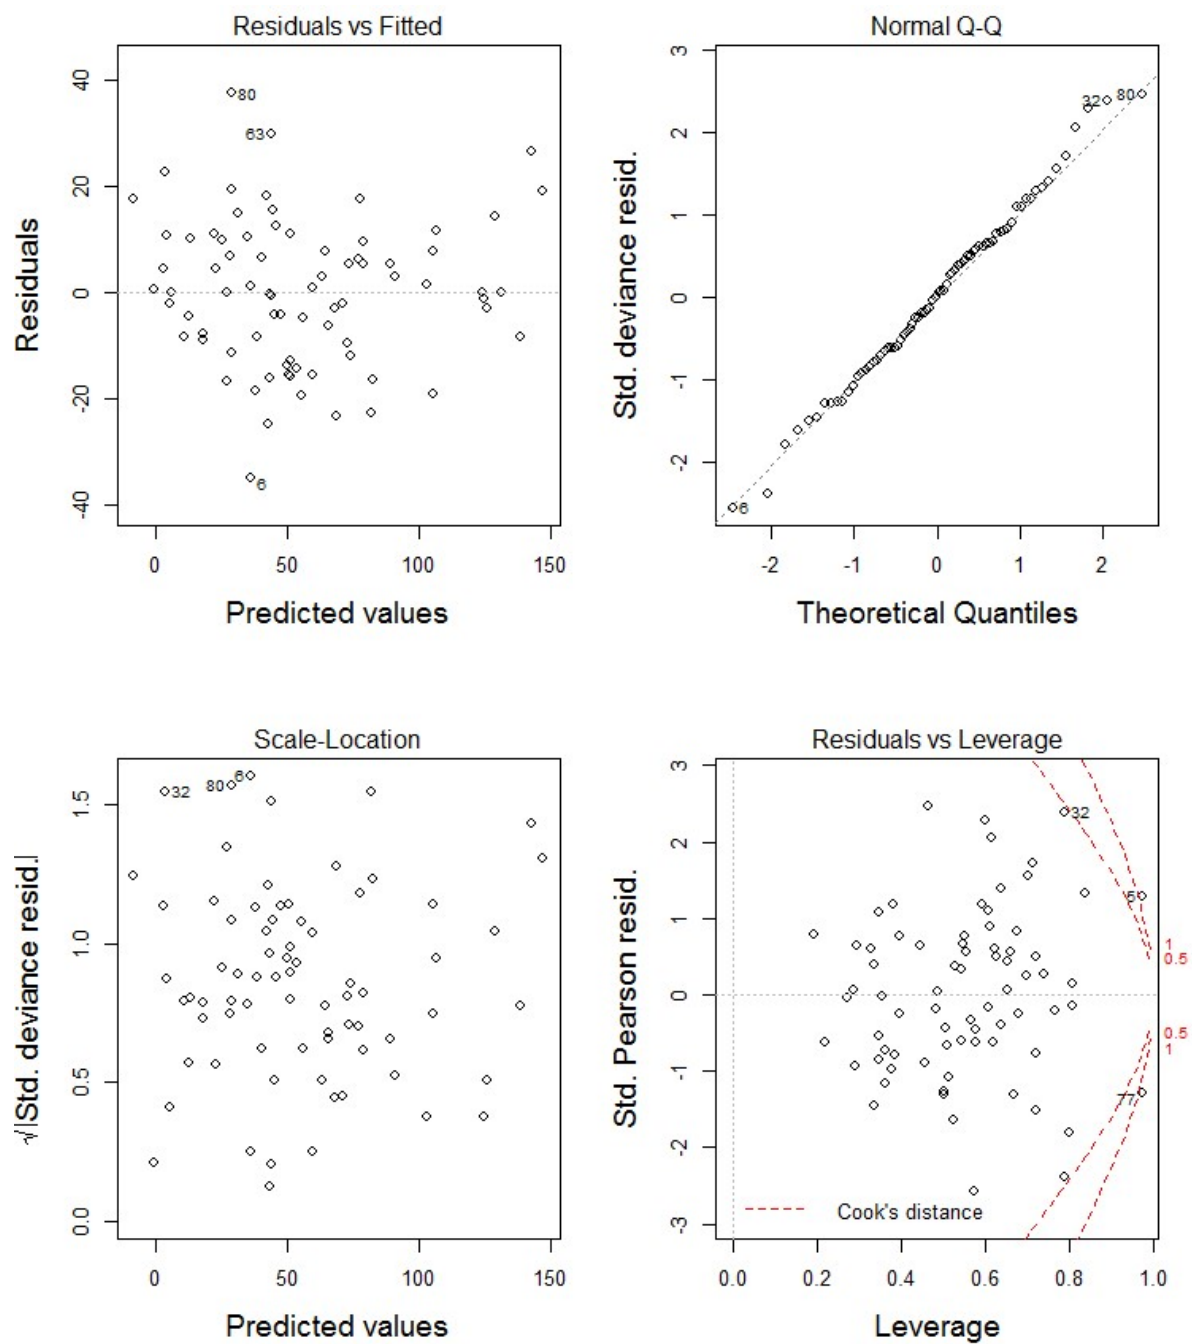 Residuals vs Fitted
Residuals
40
20
0
-20
-40
80
63
6
0 50 100 150
Predicted values
Normal Q-Q
Std. deviance resid.
3
2
1
0
-1
-2
32 80
6
-2 -1 0 1 2
Theoretical Quantiles
Scale-Location
√|Std. deviance resid.|
1.5
1.0
0.5
0.0
32
80
6
0 50 100 150
Predicted values
Residuals vs Leverage
Std. Pearson resid.
3
2
1
0
-1
-2
-3
32
5
77
1
0.5
0.5
1
Cook's distance
0.0 0.2 0.4 0.6 0.8 1.0
Leverage